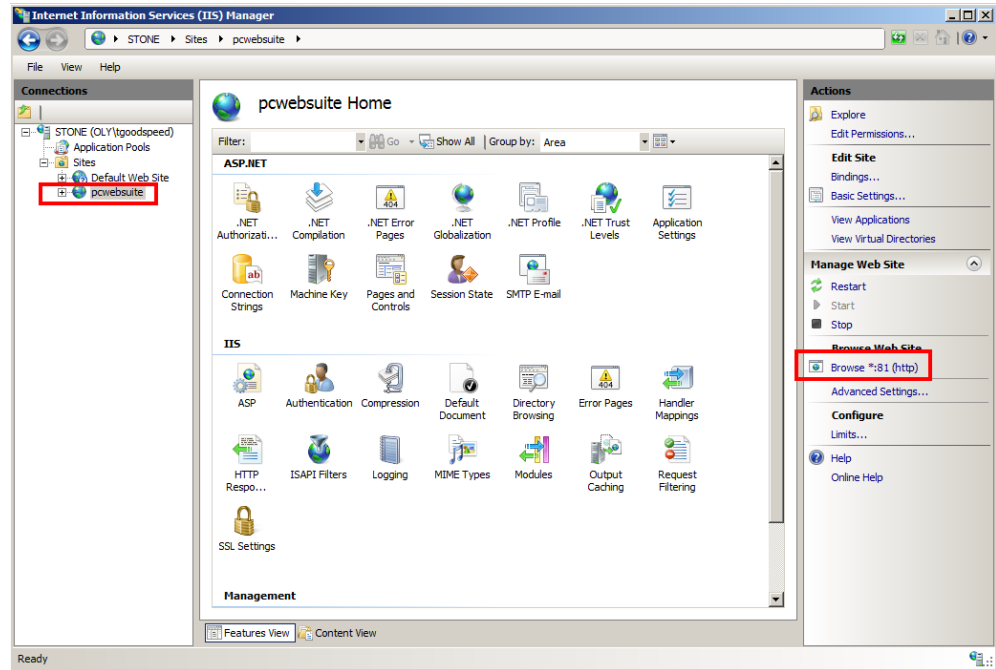 Internet Information Services (IIS) Manager
STONE Sites pcwebsuite
File View Help
Connections
STONE (OLY\tgoodspeed)
Application Pools
Sites
Default Web Site
pcwebsuite
pcwebsuite Home
Filter: Go Show All Group by: Area
ASP.NET
.NET Authorizati...
.NET Compilation
404
.NET Error Pages
.NET Globalization
.NET Profile
.NET Trust Levels
Application Settings
ab
Connection Strings
Machine Key
Pages and Controls
Session State
SMTP E-mail
IIS
ASP
Authentication
Compression
Default Document
Directory Browsing
404
Error Pages
Handler Mappings
HTTP Respo...
ISAPI Filters
Logging
MIME Types
Modules
Output Caching
Request Filtering
SSL Settings
Management
Features View Content View
Actions
Explore
Edit Permissions...
Edit Site
Bindings...
Basic Settings...
View Applications
View Virtual Directories
Manage Web Site
Restart
Start
Stop
Browse Web Site
Browse *:81 (http)
Advanced Settings...
Configure
Limits...
Help
Online Help
Ready